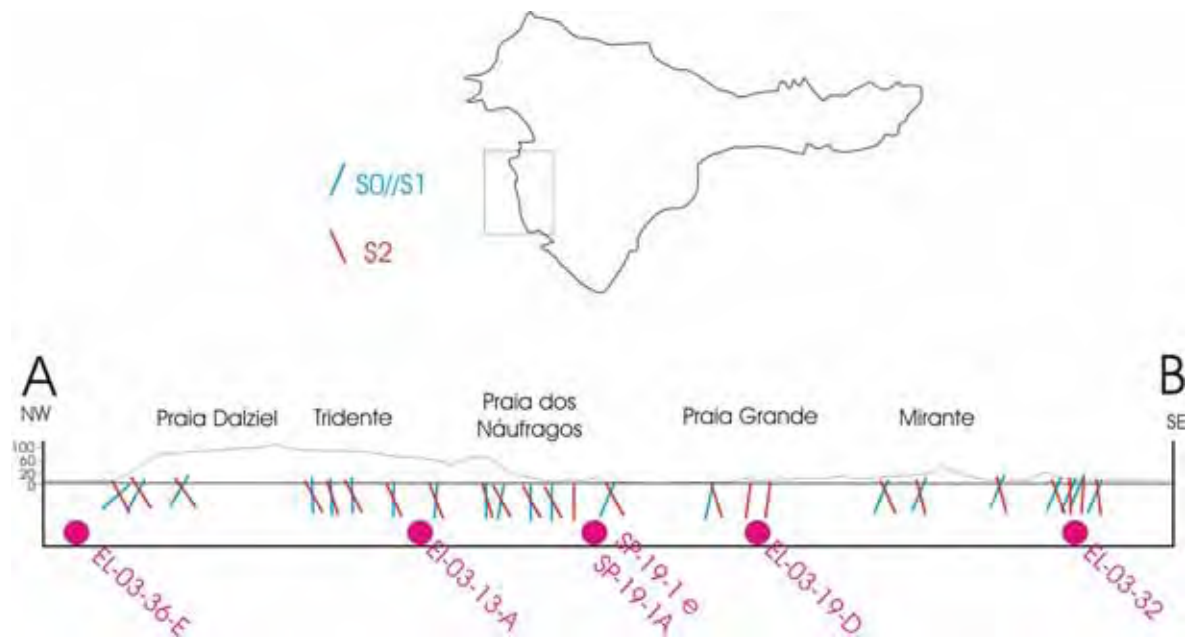 S0//S1
S2
A
B
NW
SE
Praia Dalziel
Tridente
Praia dos
Náufragos
Praia Grande
Mirante
100
60
20
0
EL-03-36-E
El-03-13-A
SP-19-1 e
SP-19-1A
EL-03-19-D
EL-03-32